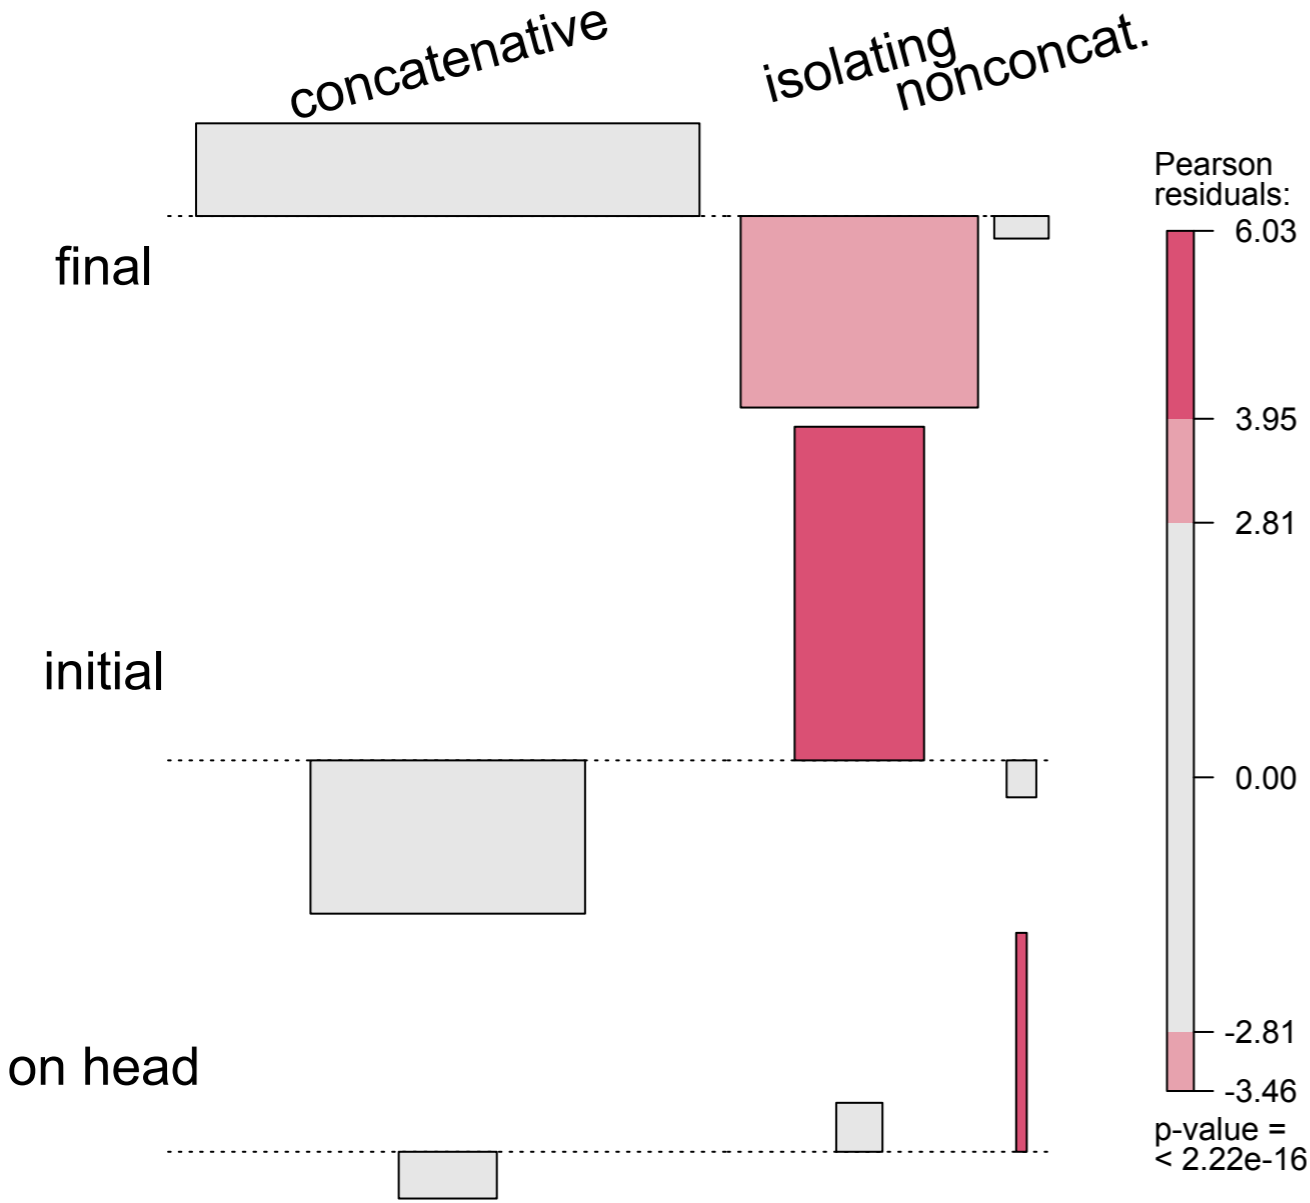 concatenative
isolating
nonconcat.
final
initial
on head
Pearson
residuals:
6.03
3.95
2.81
0.00
-2.81
-3.46
p-value =
< 2.22e-16